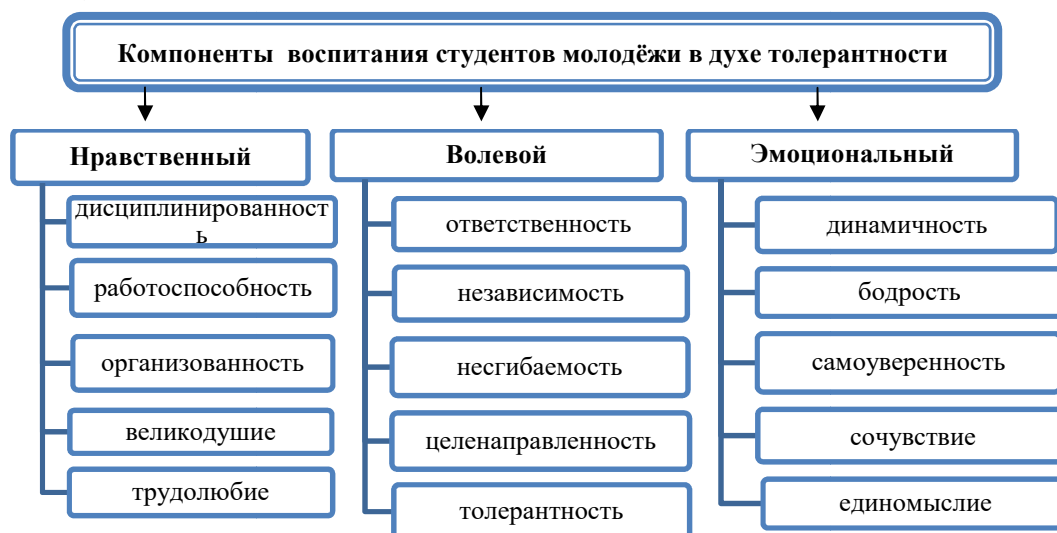 Компоненты воспитания студентов молодёжи в духе толерантности
Нравственный
дисциплинированност
ь
работоспособность
организованность
великодушие
трудолюбие
Волевой
ответственность
независимость
несгибаемость
целенаправленность
толерантность
Эмоциональный
динамичность
бодрость
самоуверенность
сочувствие
единомыслие